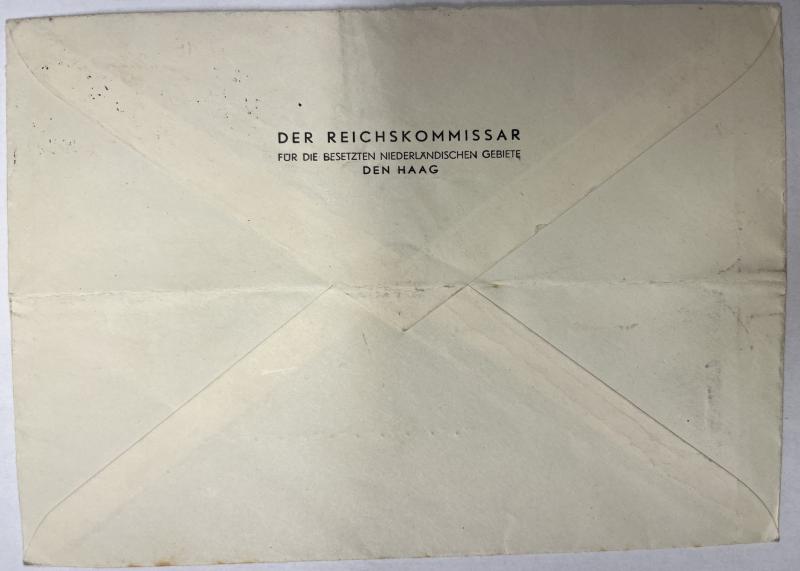 DER REICHSKOMMISSAR
FÜR DIE BESETZTEN NIEDERLÄNDISCHEN GEBIETE
DEN HAAG